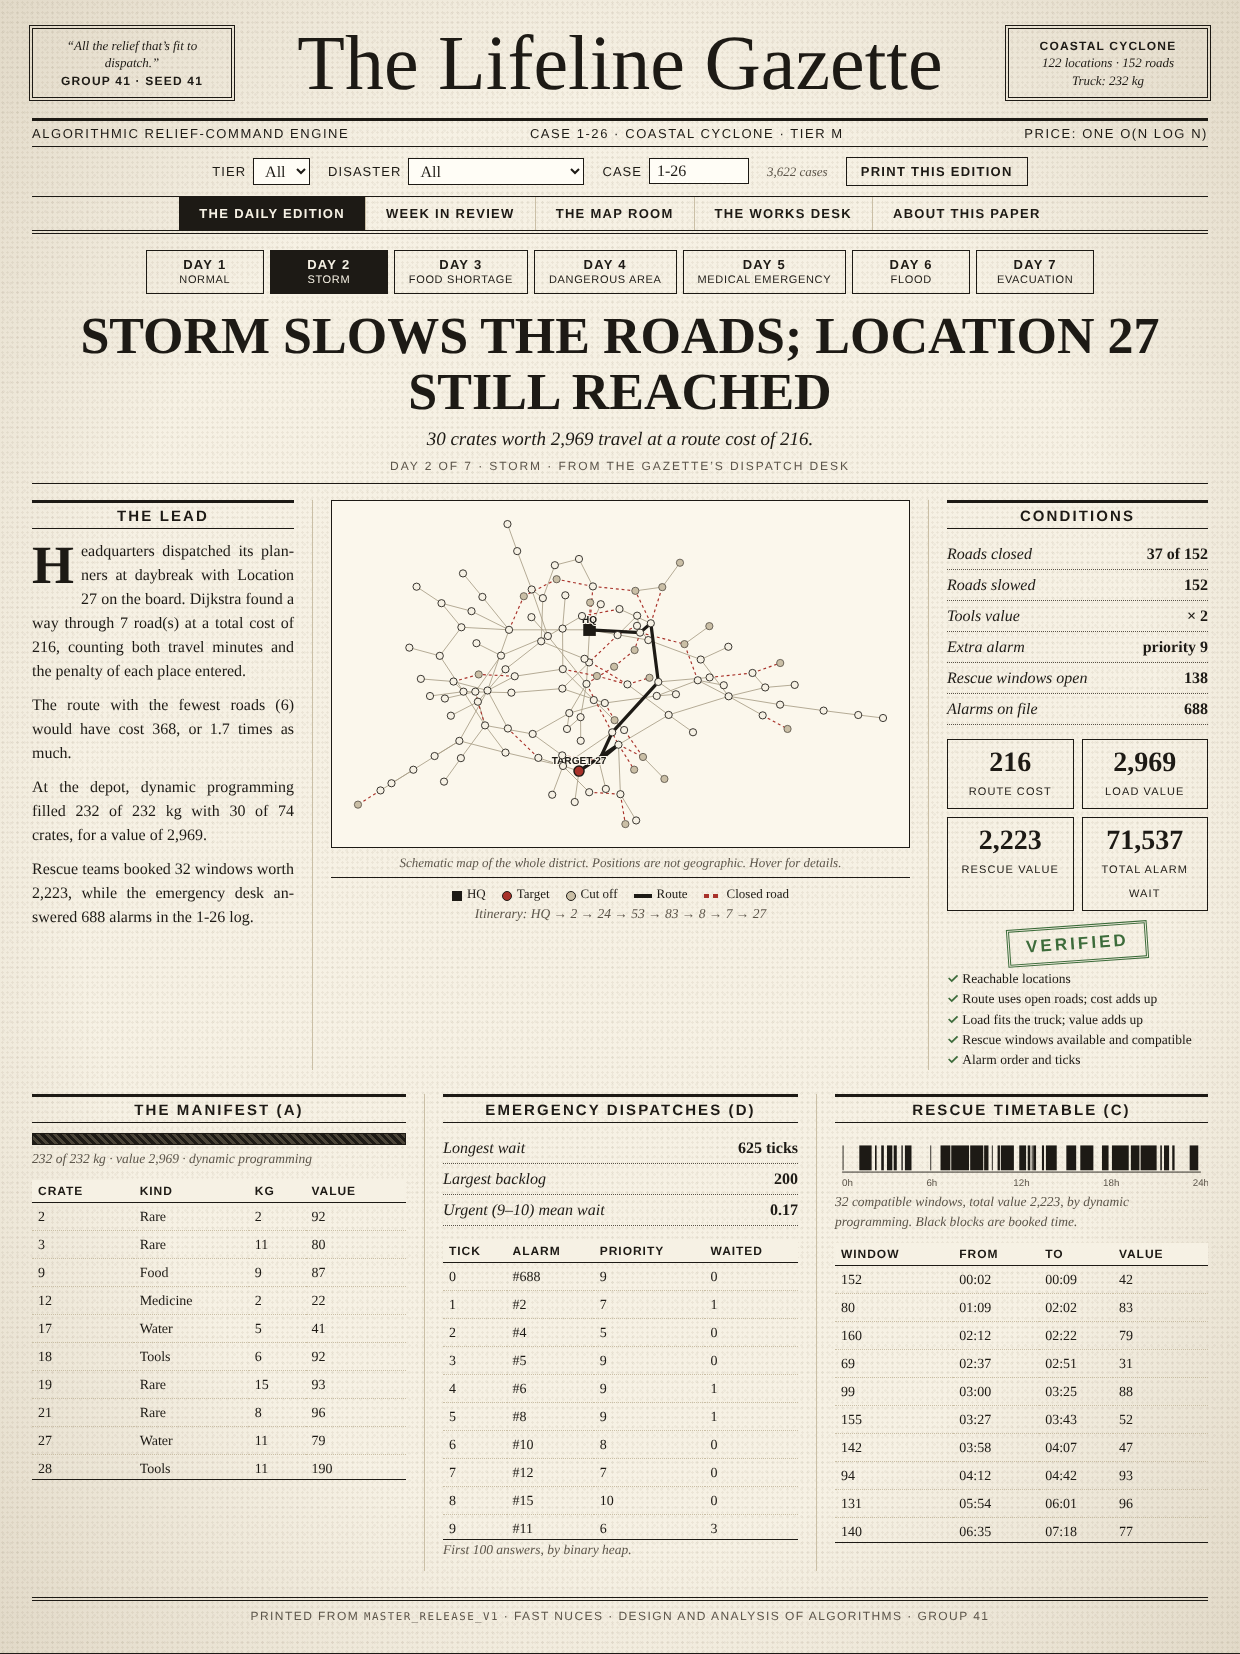 “All the relief that’s fit to
dispatch.”
GROUP 41 · SEED 41
The Lifeline Gazette
COASTAL CYCLONE
122 locations · 152 roads
Truck: 232 kg
ALGORITHMIC RELIEF-COMMAND ENGINE
CASE 1-26 · COASTAL CYCLONE · TIER M
PRICE: ONE O(N LOG N)
TIER All DISASTER All CASE 1-26 3,622 cases PRINT THIS EDITION
THE DAILY EDITION
WEEK IN REVIEW
THE MAP ROOM
THE WORKS DESK
ABOUT THIS PAPER
DAY 1
NORMAL
DAY 2
STORM
DAY 3
FOOD SHORTAGE
DAY 4
DANGEROUS AREA
DAY 5
MEDICAL EMERGENCY
DAY 6
FLOOD
DAY 7
EVACUATION
STORM SLOWS THE ROADS; LOCATION 27
STILL REACHED
30 crates worth 2,969 travel at a route cost of 216.
DAY 2 OF 7 · STORM · FROM THE GAZETTE’S DISPATCH DESK
THE LEAD
Headquarters dispatched its plan-
ners at daybreak with Location
27 on the board. Dijkstra found a
way through 7 road(s) at a total cost of
216, counting both travel minutes and
the penalty of each place entered.
The route with the fewest roads (6)
would have cost 368, or 1.7 times as
much.
At the depot, dynamic programming
filled 232 of 232 kg with 30 of 74
crates, for a value of 2,969.
Rescue teams booked 32 windows worth
2,223, while the emergency desk an-
swered 688 alarms in the 1-26 log.
HQ
TARGET 27
Schematic map of the whole district. Positions are not geographic. Hover for details.
HQ Target Cut off Route Closed road
Itinerary: HQ → 2 → 24 → 53 → 83 → 8 → 7 → 27
CONDITIONS
Roads closed 37 of 152
Roads slowed 152
Tools value × 2
Extra alarm priority 9
Rescue windows open 138
Alarms on file 688
216
ROUTE COST
2,969
LOAD VALUE
2,223
RESCUE VALUE
71,537
TOTAL ALARM
WAIT
VERIFIED
✓ Reachable locations
✓ Route uses open roads; cost adds up
✓ Load fits the truck; value adds up
✓ Rescue windows available and compatible
✓ Alarm order and ticks
THE MANIFEST (A)
232 of 232 kg · value 2,969 · dynamic programming
CRATE KIND KG VALUE
2 Rare 2 92
3 Rare 11 80
9 Food 9 87
12 Medicine 2 22
17 Water 5 41
18 Tools 6 92
19 Rare 15 93
21 Rare 8 96
27 Water 11 79
28 Tools 11 190
EMERGENCY DISPATCHES (D)
Longest wait 625 ticks
Largest backlog 200
Urgent (9–10) mean wait 0.17
TICK ALARM PRIORITY WAITED
0 #688 9 0
1 #2 7 1
2 #4 5 0
3 #5 9 0
4 #6 9 1
5 #8 9 1
6 #10 8 0
7 #12 7 0
8 #15 10 0
9 #11 6 3
First 100 answers, by binary heap.
RESCUE TIMETABLE (C)
0h 6h 12h 18h 24h
32 compatible windows, total value 2,223, by dynamic
programming. Black blocks are booked time.
WINDOW FROM TO VALUE
152 00:02 00:09 42
80 01:09 02:02 83
160 02:12 02:22 79
69 02:37 02:51 31
99 03:00 03:25 88
155 03:27 03:43 52
142 03:58 04:07 47
94 04:12 04:42 93
131 05:54 06:01 96
140 06:35 07:18 77
PRINTED FROM MASTER_RELEASE_V1 · FAST NUCES · DESIGN AND ANALYSIS OF ALGORITHMS · GROUP 41